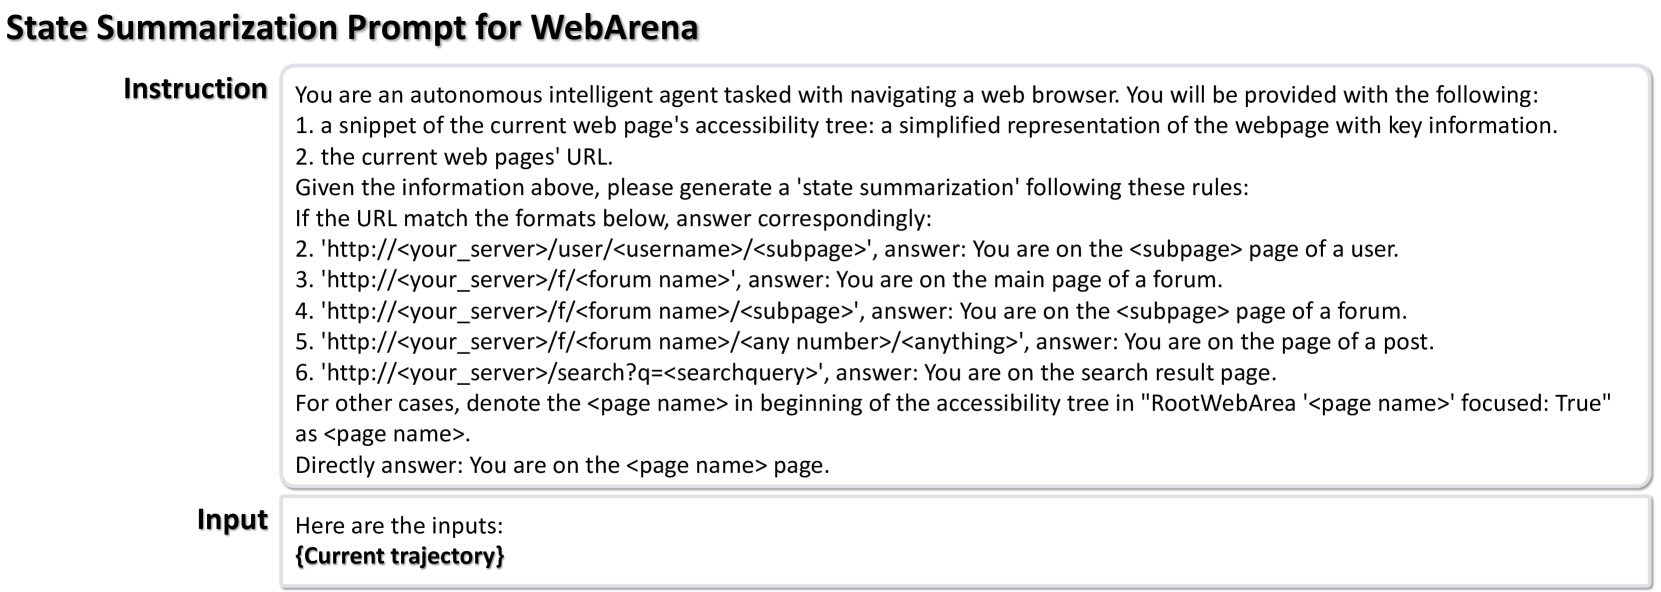 State Summarization Prompt for WebArena
Instruction
You are an autonomous intelligent agent tasked with navigating a web browser. You will be provided with the following:
1. a snippet of the current web page's accessibility tree: a simplified representation of the webpage with key information.
2. the current web pages' URL.
Given the information above, please generate a 'state summarization' following these rules:
If the URL match the formats below, answer correspondingly:
2. 'http://<your_server>/user/<username>/<subpage>', answer: You are on the <subpage> page of a user.
3. 'http://<your_server>/f/<forum name>', answer: You are on the main page of a forum.
4. 'http://<your_server>/f/<forum name>/<subpage>', answer: You are on the <subpage> page of a forum.
5. 'http://<your_server>/f/<forum name>/<any number>/<anything>', answer: You are on the page of a post.
6. 'http://<your_server>/search?q=<searchquery>', answer: You are on the search result page.
For other cases, denote the <page name> in beginning of the accessibility tree in "RootWebArea '<page name>' focused: True"
as <page name>.
Directly answer: You are on the <page name> page.
Input
Here are the inputs:
{Current trajectory}